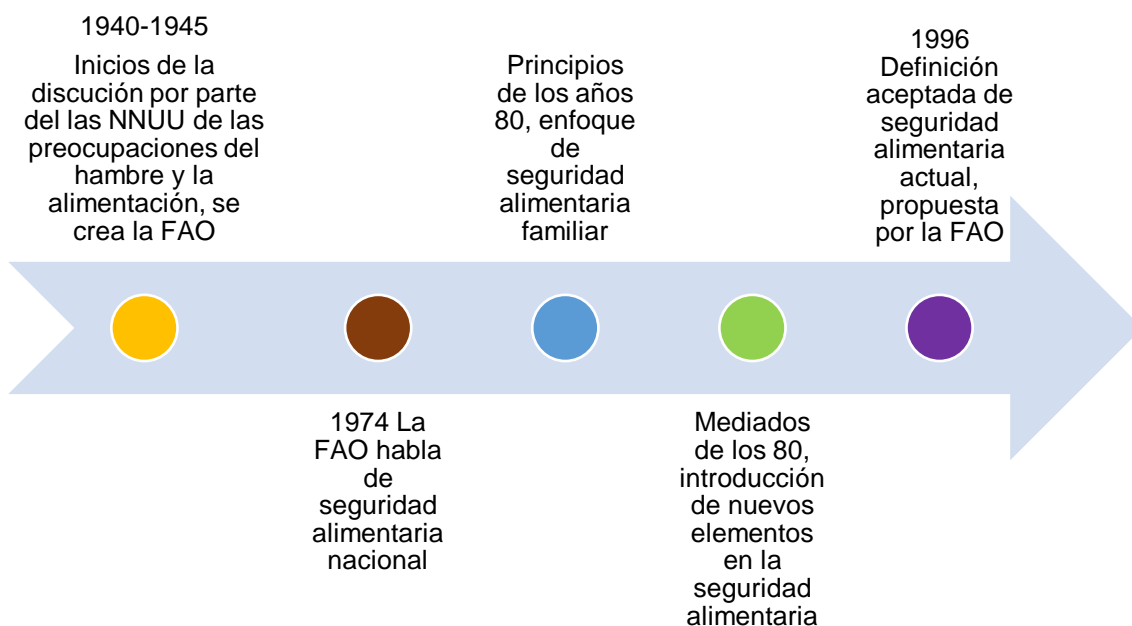 1940-1945
Inicios de la
discución por parte
del las NNUU de las
preocupaciones del
hambre y la
alimentación, se
crea la FAO
1974 La
FAO habla
de
seguridad
alimentaria
nacional
Principios
de los años
80, enfoque
de
seguridad
alimentaria
familiar
Mediados
de los 80,
introducción
de nuevos
elementos
en la
seguridad
alimentaria
1996
Definición
aceptada de
seguridad
alimentaria
actual,
propuesta
por la FAO